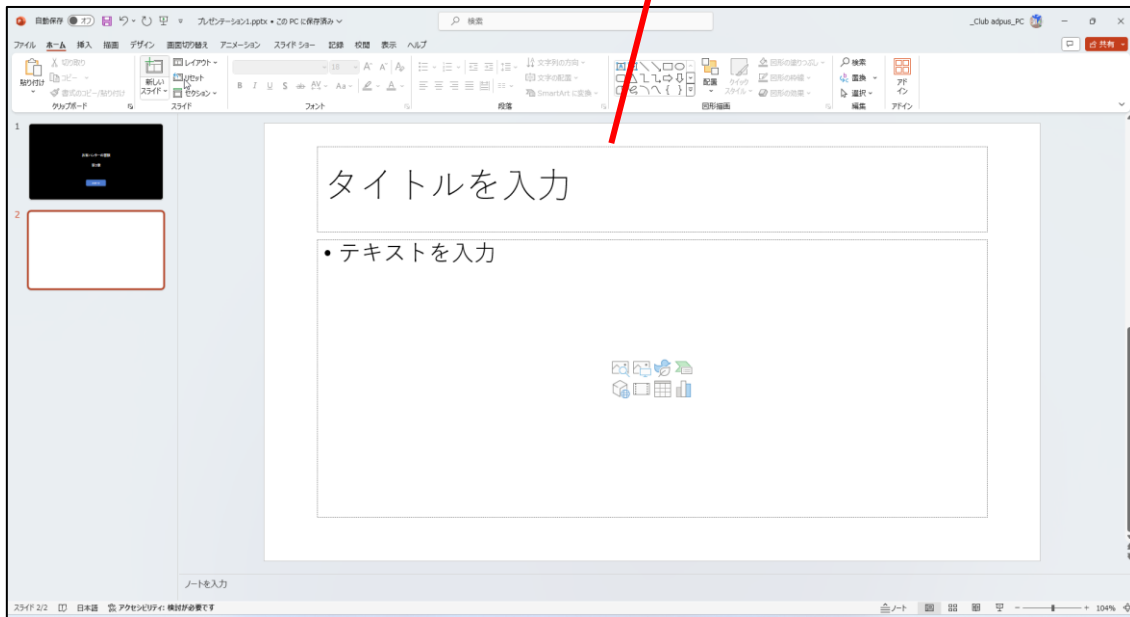 自動保存 オフ プレゼンテーション1.pptx • この PC に保存済み 検索 _Club adpus_PC
ファイル ホーム 挿入 描画 デザイン 画面切り替え アニメーション スライド ショー 記録 校閲 表示 ヘルプ 共有
貼り付け 切り取り コピー 書式のコピー/貼り付け
クリップボード
新しい スライド レイアウト リセット セクション
スライド
18
B I U S ab AV Aa A
フォント
文字列の方向
文字の配置
SmartArt に変換
段落
配置 クイック スタイル 図形の塗りつぶし 図形の枠線 図形の効果
図形描画
検索
置換
選択
編集
アド イン
アドイン
1
2
タイトルを入力
• テキストを入力
ノートを入力
スライド 2/2 日本語 アクセシビリティ: 検討が必要です ノート 104%